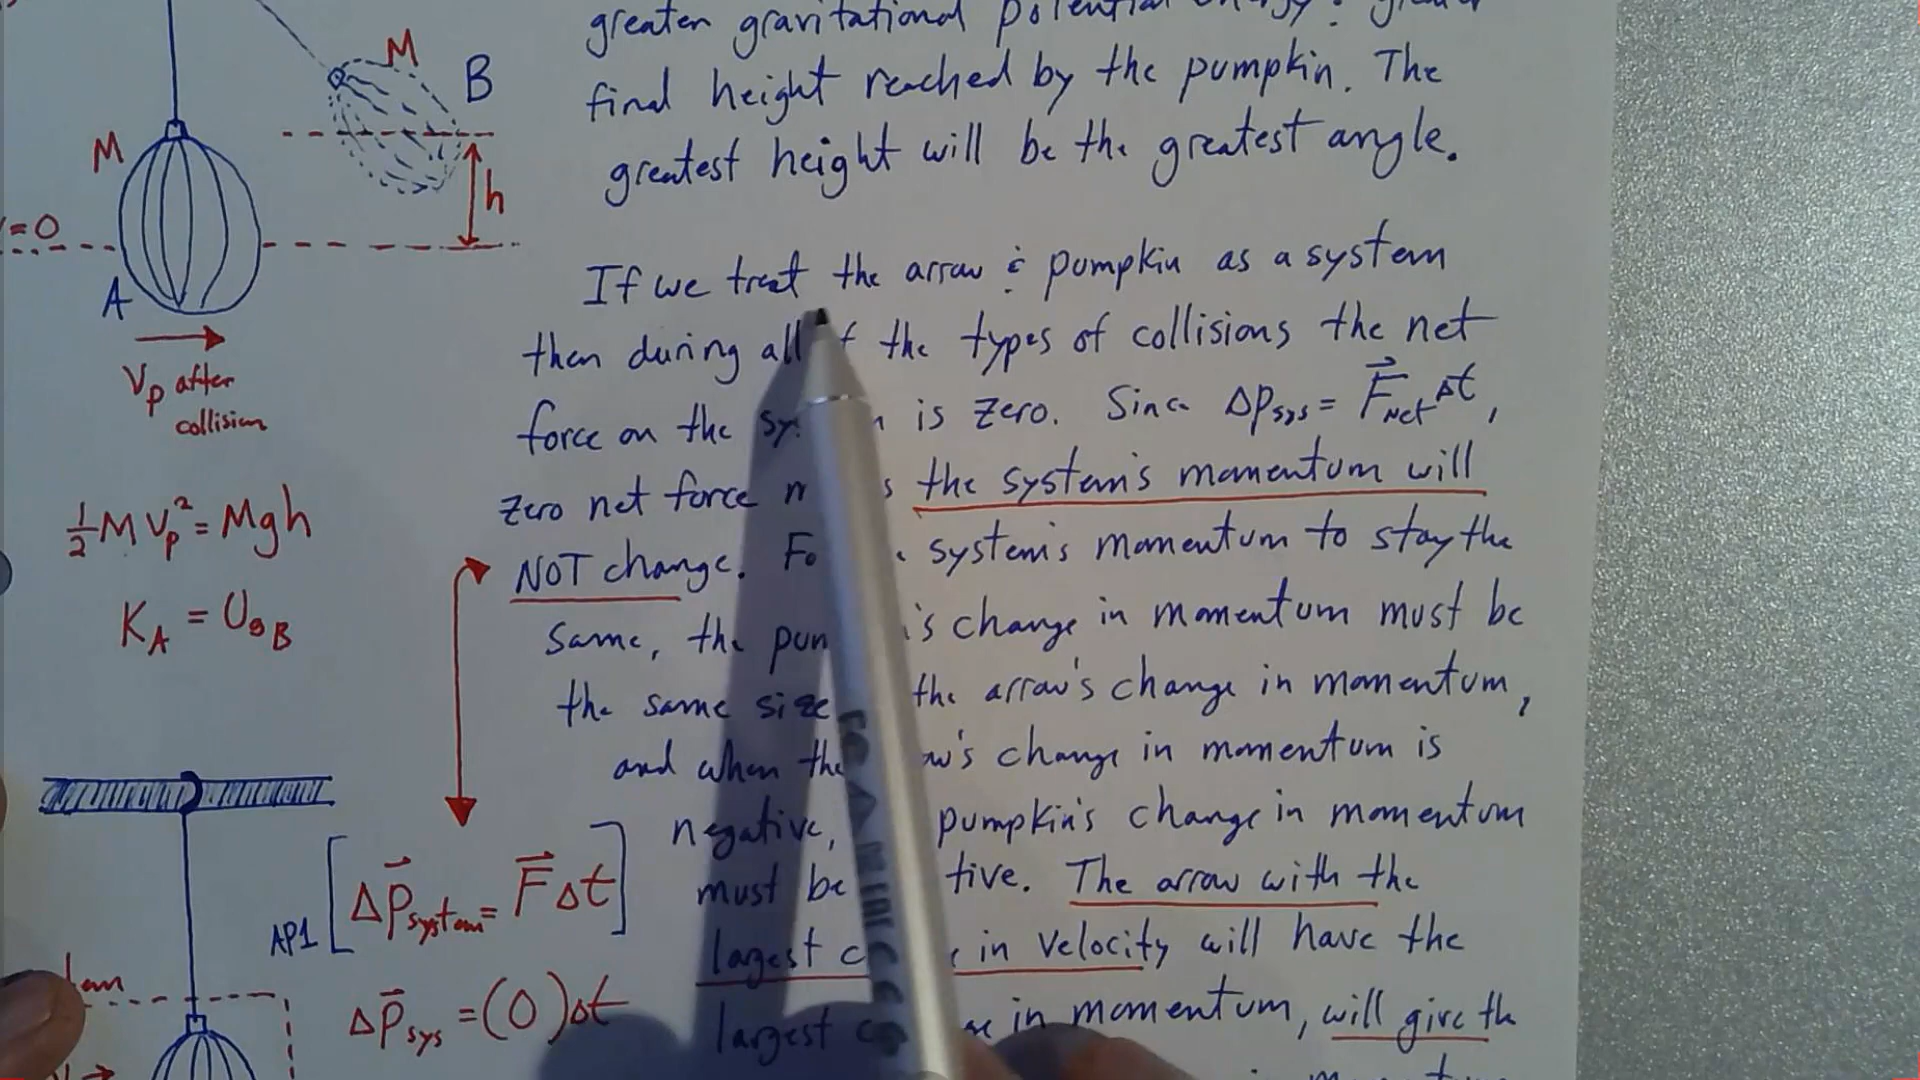 greater gravitational potential energy : greater
final height reached by the pumpkin. The
greatest height will be the greatest angle.
If we treat the arrow & pumpkin as a system
then during all the types of collisions the net
force on the is zero. Since Δpsys = F⃗Net Δt,
zero net force the system's momentum will
NOT change. system's momentum to stay the
same, the change in momentum must be
the same size the arrow's change in momentum,
and when the change in momentum is
negative, pumpkin's change in momentum
must be The arrow with the
largest in velocity will have the
largest in momentum, will give the
M
B
M
h
=0
A
Vp after
collision
½MVp² = Mgh
KA = UgB
AP1 [Δp⃗system = F⃗Δt]
Δp⃗sys = (0)Δt